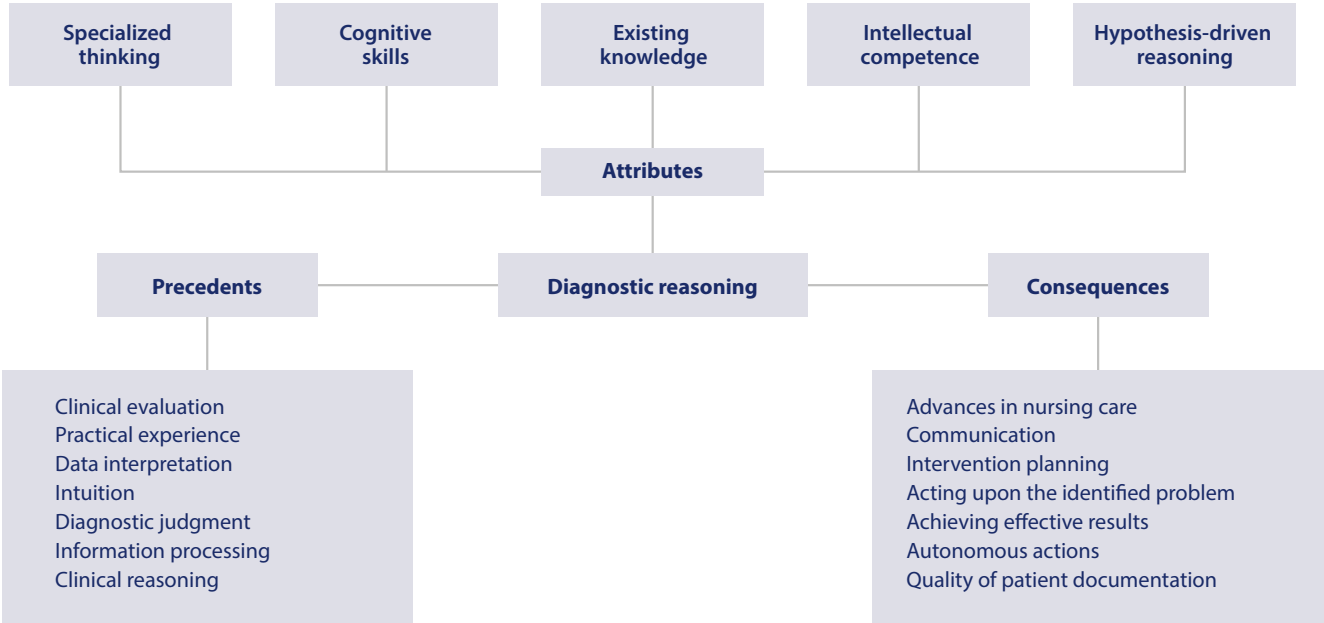 Specialized
thinking
Cognitive
skills
Existing
knowledge
Intellectual
competence
Hypothesis-driven
reasoning
Attributes
Precedents
Diagnostic reasoning
Consequences
Clinical evaluation
Practical experience
Data interpretation
Intuition
Diagnostic judgment
Information processing
Clinical reasoning
Advances in nursing care
Communication
Intervention planning
Acting upon the identified problem
Achieving effective results
Autonomous actions
Quality of patient documentation